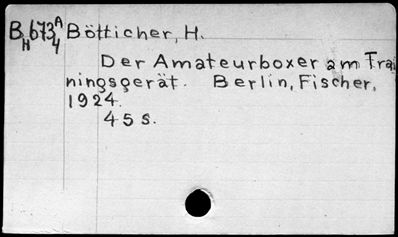 B 673 A Bötticher, H.
H 4
Der Amateurboxer am Trai
ningsgerät. Berlin, Fischer,
1924.
45 S.